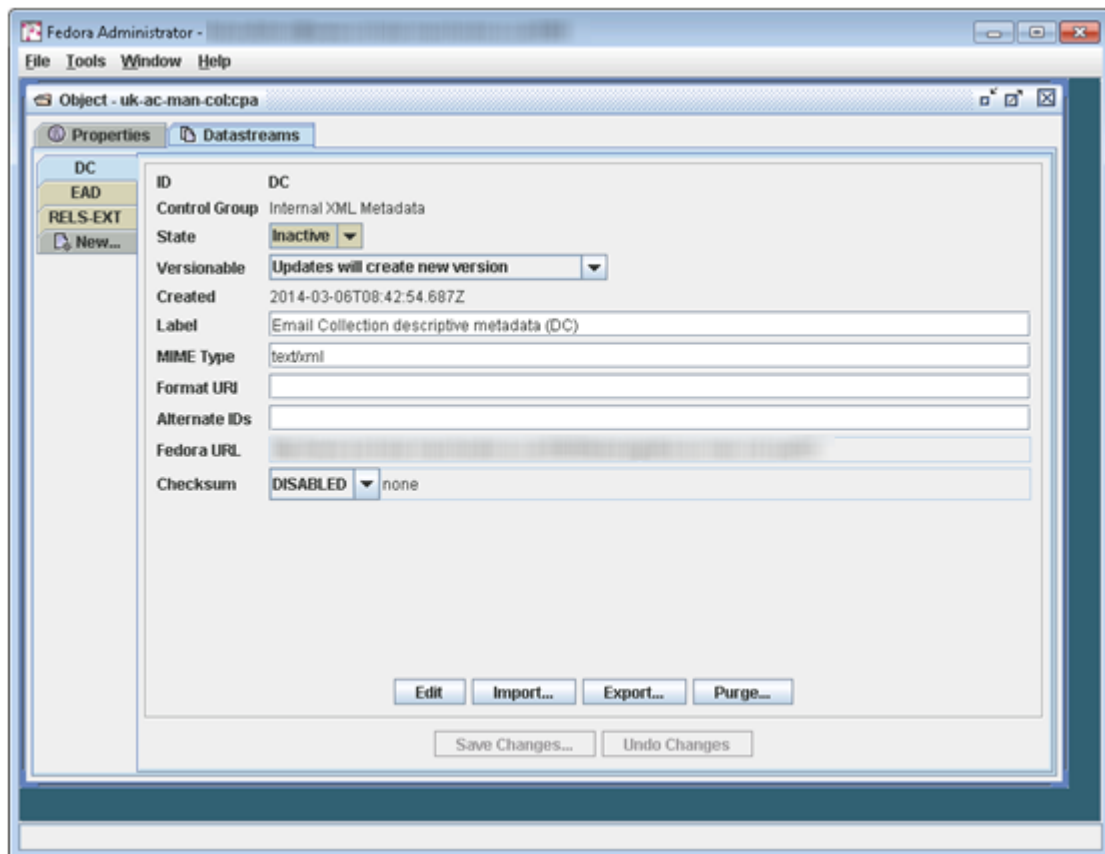 Fedora Administrator -
File Tools Window Help
Object - uk-ac-man-col:cpa
Properties Datastreams
DC
EAD
RELS-EXT
New...
ID DC
Control Group Internal XML Metadata
State Inactive
Versionable Updates will create new version
Created 2014-03-06T08:42:54.687Z
Label Email Collection descriptive metadata (DC)
MIME Type text/xml
Format URI
Alternate IDs
Fedora URL
Checksum DISABLED none
Edit Import... Export... Purge...
Save Changes... Undo Changes